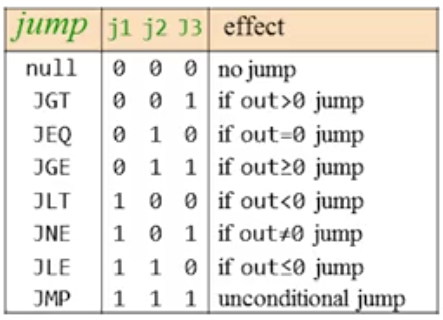 jump j1 j2 J3 effect
null 0 0 0 no jump
JGT 0 0 1 if out>0 jump
JEQ 0 1 0 if out=0 jump
JGE 0 1 1 if out≥0 jump
JLT 1 0 0 if out<0 jump
JNE 1 0 1 if out≠0 jump
JLE 1 1 0 if out≤0 jump
JMP 1 1 1 unconditional jump